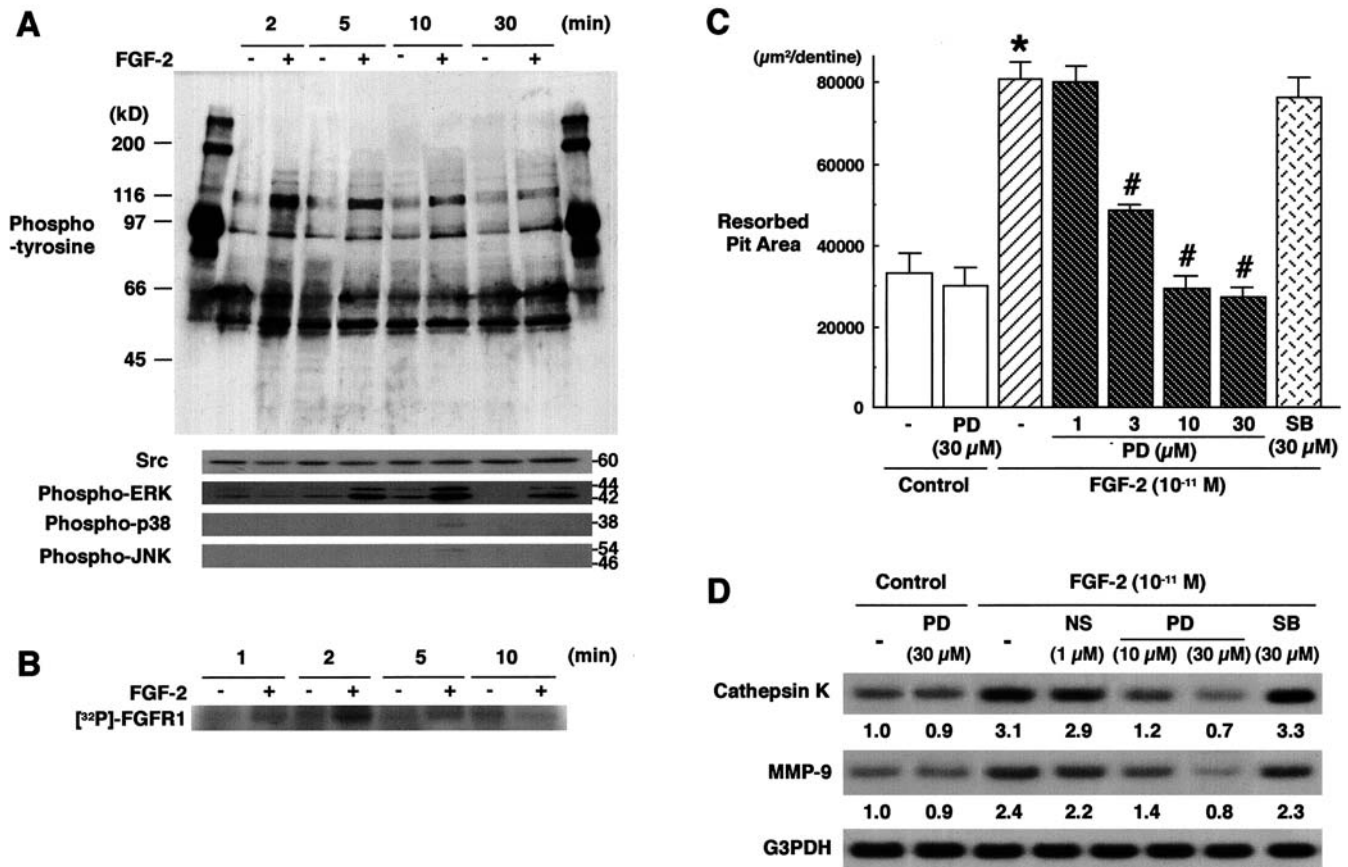 A
2 5 10 30 (min)
FGF-2 - + - + - + - +
(kD)
200
116
97
Phospho
-tyrosine
66
45
Src -60
Phospho-ERK -44
-42
Phospho-p38 -38
Phospho-JNK -54
-46
B
1 2 5 10 (min)
FGF-2 - + - + - + - +
[³²P]-FGFR1
C
(µm²/dentine)
*
80000
60000
# # #
Resorbed
Pit Area
40000
20000
0
- PD - 1 3 10 30 SB
(30 µM) PD (µM) (30 µM)
Control FGF-2 (10⁻¹¹ M)
D
Control FGF-2 (10⁻¹¹ M)
PD NS PD SB
- (30 µM) - (1 µM) (10 µM) (30 µM) (30 µM)
Cathepsin K
1.0 0.9 3.1 2.9 1.2 0.7 3.3
MMP-9
1.0 0.9 2.4 2.2 1.4 0.8 2.3
G3PDH